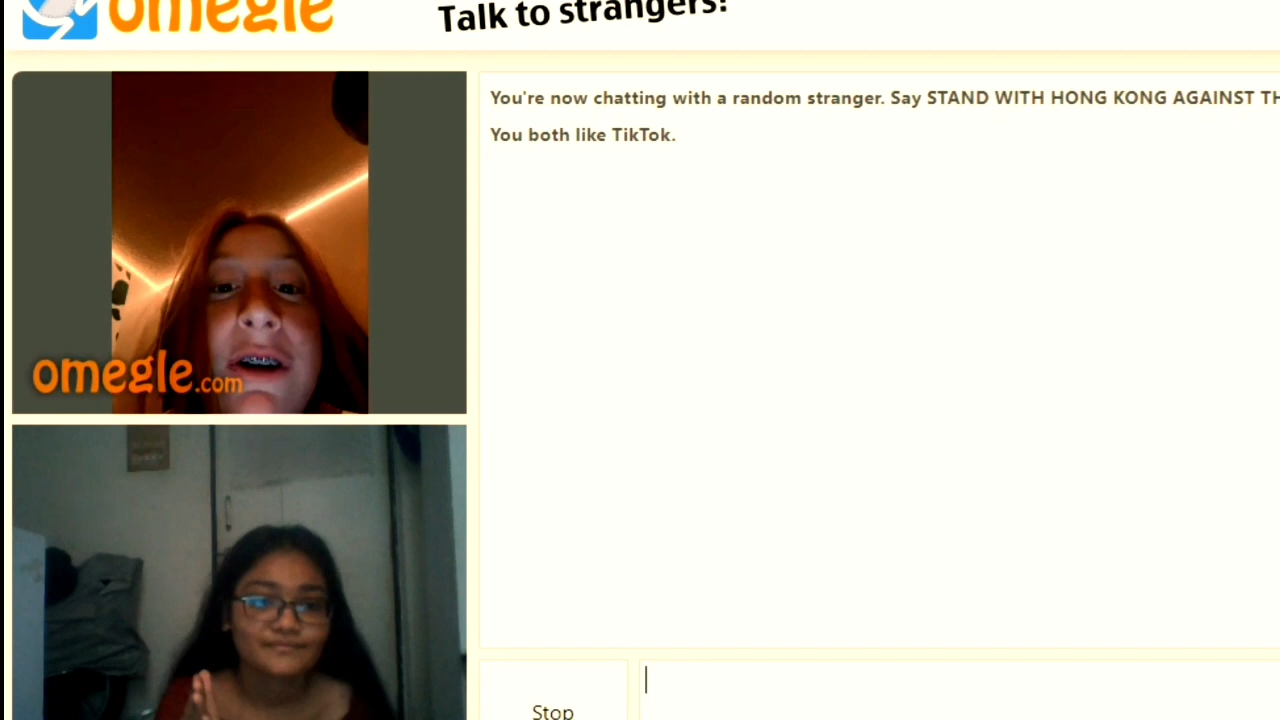 omegle
Talk to strangers!
You're now chatting with a random stranger. Say STAND WITH HONG KONG AGAINST TH
You both like TikTok.
omegle.com
Stop